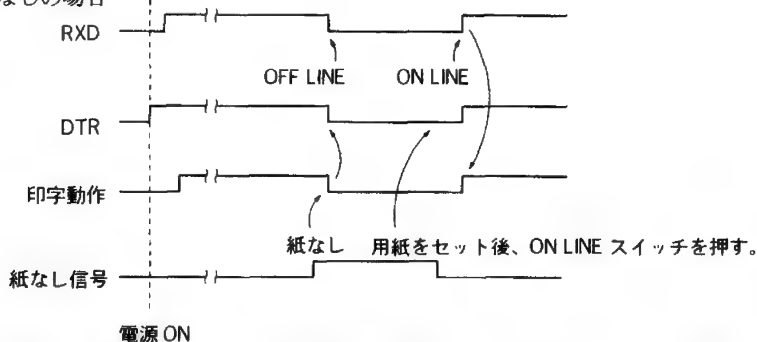 なしの場合
RXD
OFF LINE ON LINE
DTR
印字動作
紙なし 用紙をセット後、ON LINE スイッチを押す。
紙なし信号
電源 ON